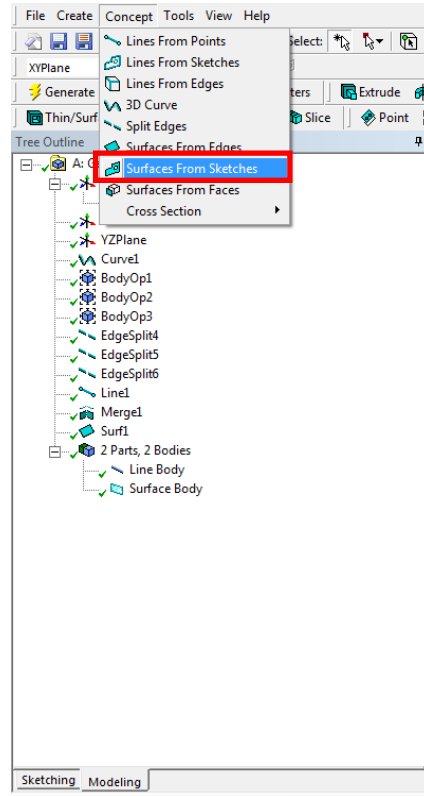 File Create Concept Tools View Help
Lines From Points
Select:
Lines From Sketches
XYPlane
Lines From Edges
Generate
Extrude
3D Curve
Thin/Surf
Split Edges
Slice
Point
Surfaces From Edges
Tree Outline
Surfaces From Sketches
A: G
Surfaces From Faces
Cross Section
YZPlane
Curve1
BodyOp1
BodyOp2
BodyOp3
EdgeSplit4
EdgeSplit5
EdgeSplit6
Line1
Merge1
Surf1
2 Parts, 2 Bodies
Line Body
Surface Body
Sketching Modeling